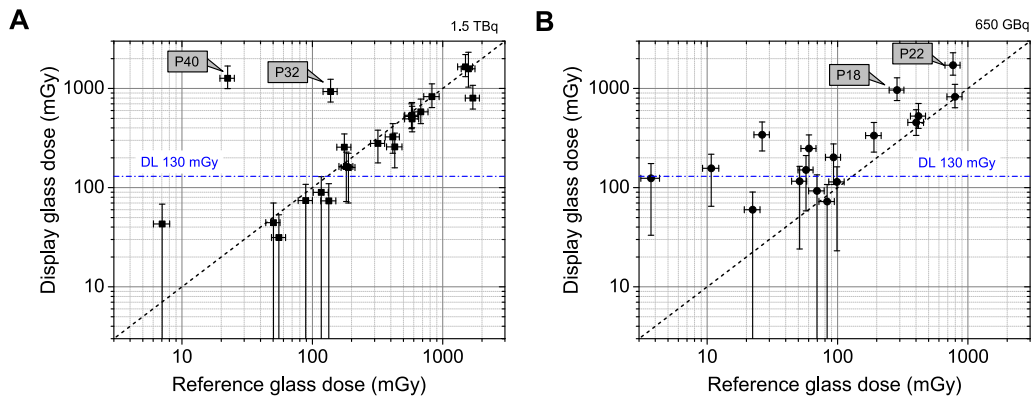 A
1.5 TBq
P40
P32
1000
DL 130 mGy
100
10
Display glass dose (mGy)
10 100 1000
Reference glass dose (mGy)
B
650 GBq
P22
P18
1000
DL 130 mGy
100
10
Display glass dose (mGy)
10 100 1000
Reference glass dose (mGy)